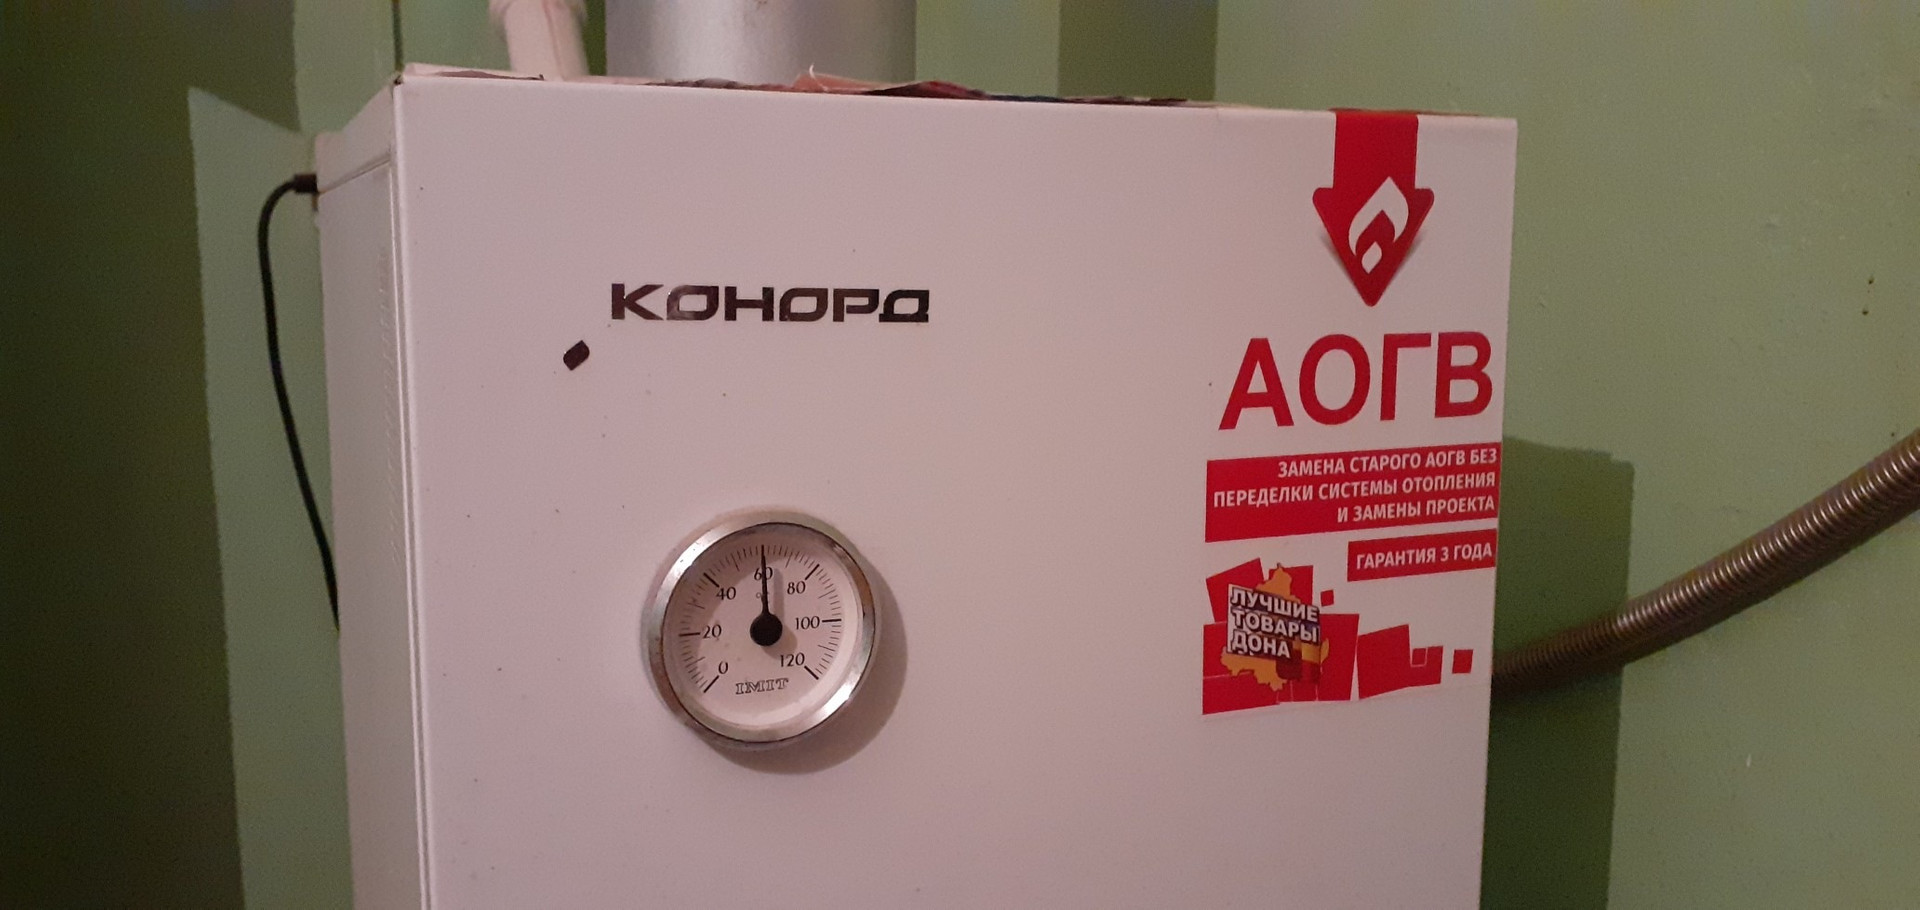 КОНОРД
АОГВ
ЗАМЕНА СТАРОГО АОГВ БЕЗ
ПЕРЕДЕЛКИ СИСТЕМЫ ОТОПЛЕНИЯ
И ЗАМЕНЫ ПРОЕКТА
ГАРАНТИЯ 3 ГОДА
ЛУЧШИЕ
ТОВАРЫ
ДОНА
0
20
40
60
80
100
120
°C
IMIT